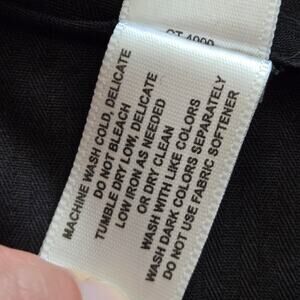 MACHINE WASH COLD, DELICATE
DO NOT BLEACH
TUMBLE DRY LOW, DELICATE
LOW IRON AS NEEDED
OR DRY CLEAN
WASH WITH LIKE COLORS
WASH DARK COLORS SEPARATELY
DO NOT USE FABRIC SOFTENER